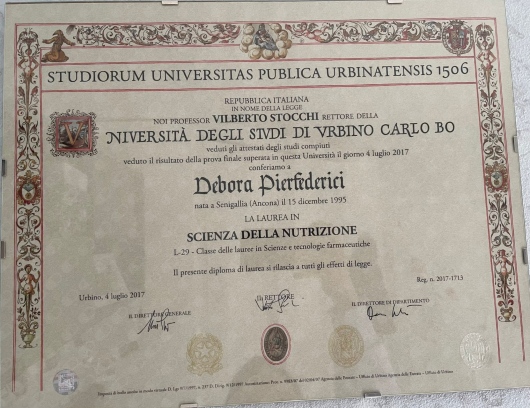 STUDIORUM UNIVERSITAS PUBLICA URBINATENSIS 1506
REPUBBLICA ITALIANA
IN NOME DELLA LEGGE
NOI PROFESSOR VILBERTO STOCCHI RETTORE DELLA
VNIVERSITÀ DEGLI STVDI DI VRBINO CARLO BO
veduti gli attestati degli studi compiuti
veduto il risultato della prova finale superata in questa Università il giorno 4 luglio 2017
conferiamo a
Debora Pierfederici
nata a Senigallia (Ancona) il 15 dicembre 1995
LA LAUREA IN
SCIENZA DELLA NUTRIZIONE
L-29 - Classe delle lauree in Scienze e tecnologie farmaceutiche
Il presente diploma di laurea si rilascia a tutti gli effetti di legge.
Reg. n. 2017-1713
Urbino, 4 luglio 2017
IL RETTORE
IL DIRETTORE GENERALE
IL DIRETTORE DI DIPARTIMENTO